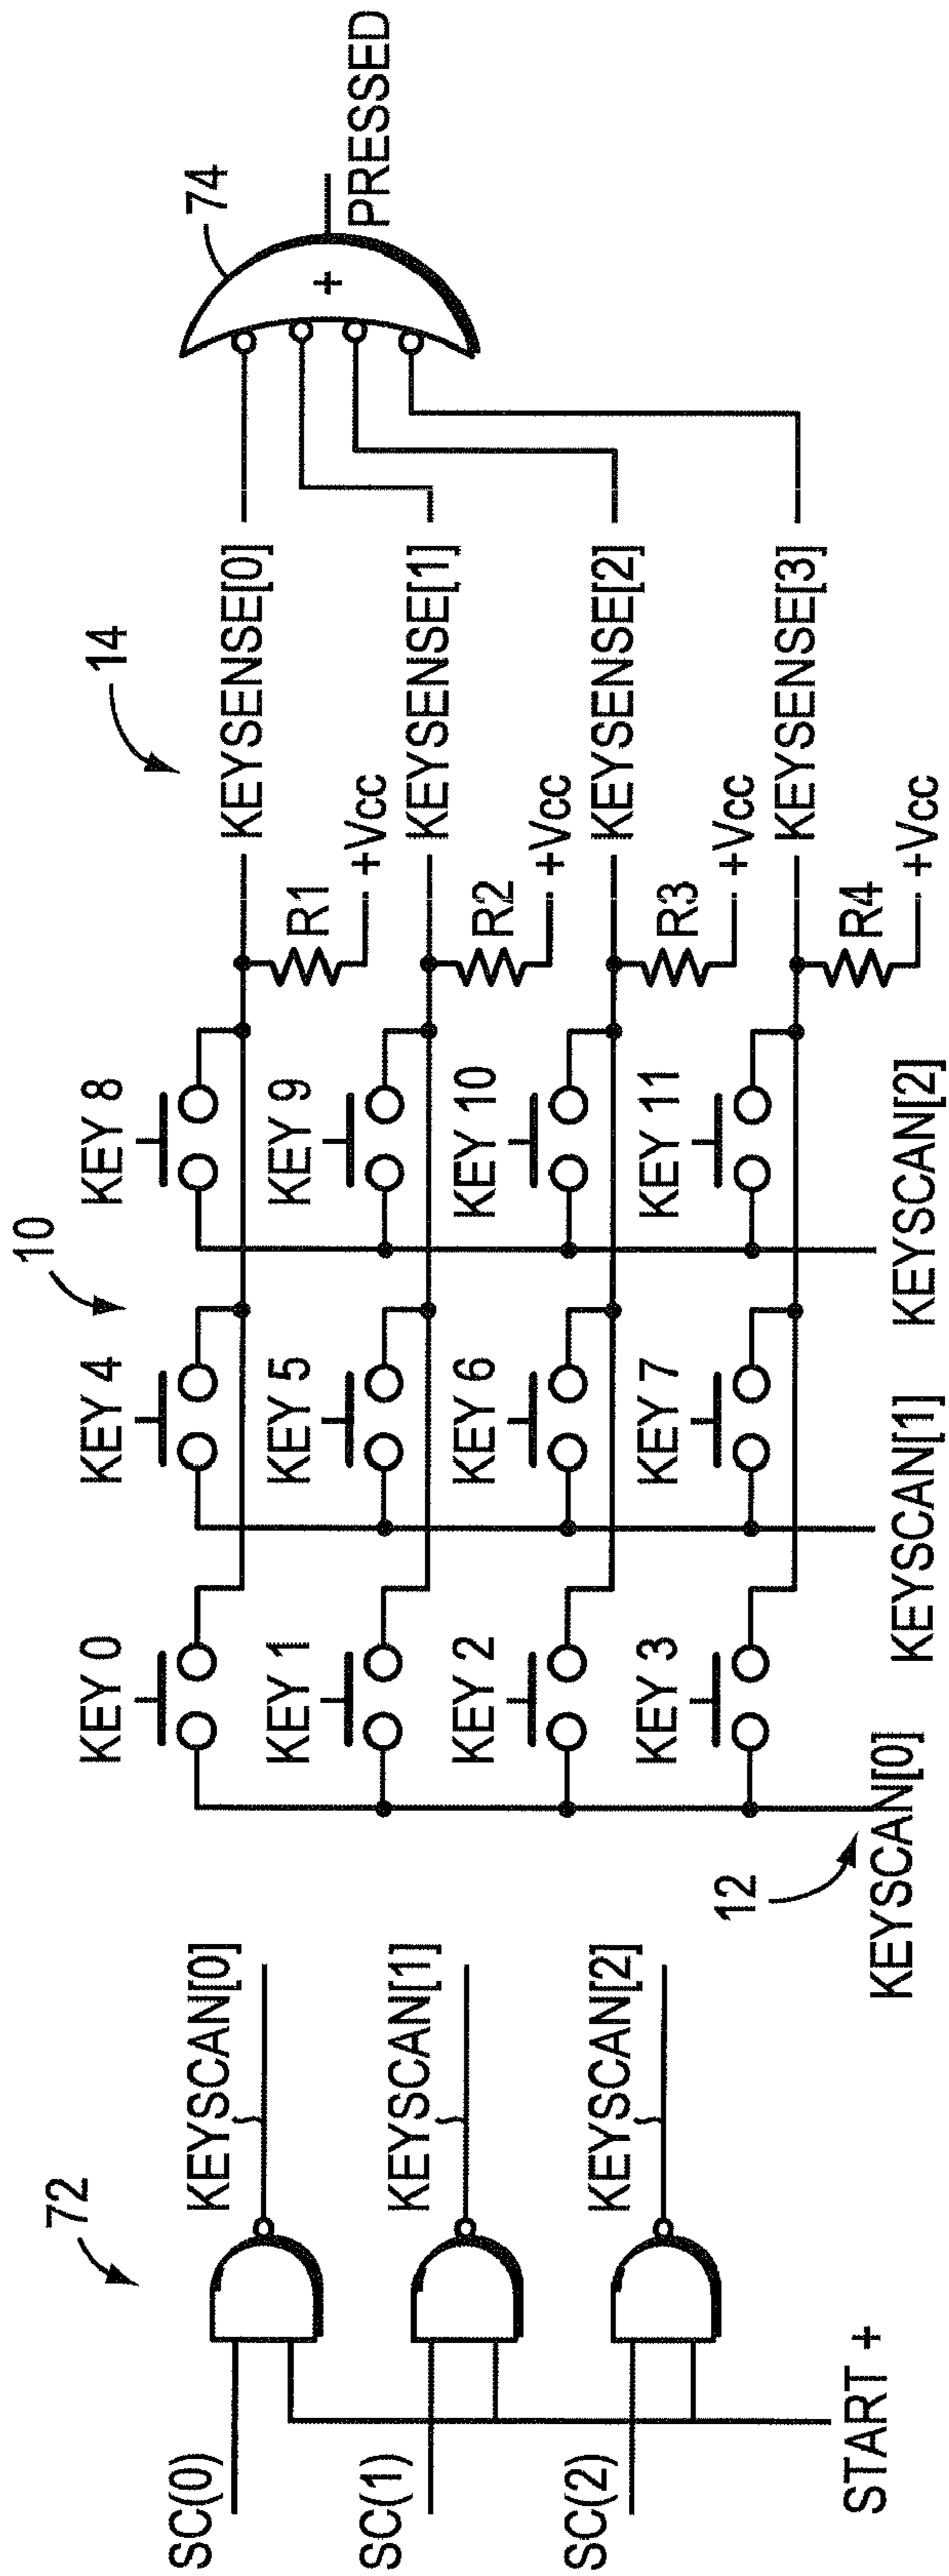 72
SC(0)
KEYSCAN[0]
SC(1)
KEYSCAN[1]
SC(2)
KEYSCAN[2]
START +
10
14
KEY 0
KEY 4
KEY 8
KEYSENSE[0]
R1
+Vcc
KEY 1
KEY 5
KEY 9
KEYSENSE[1]
R2
+Vcc
KEY 2
KEY 6
KEY 10
KEYSENSE[2]
R3
+Vcc
KEY 3
KEY 7
KEY 11
KEYSENSE[3]
R4
+Vcc
12
KEYSCAN[0]
KEYSCAN[1]
KEYSCAN[2]
74
+
PRESSED